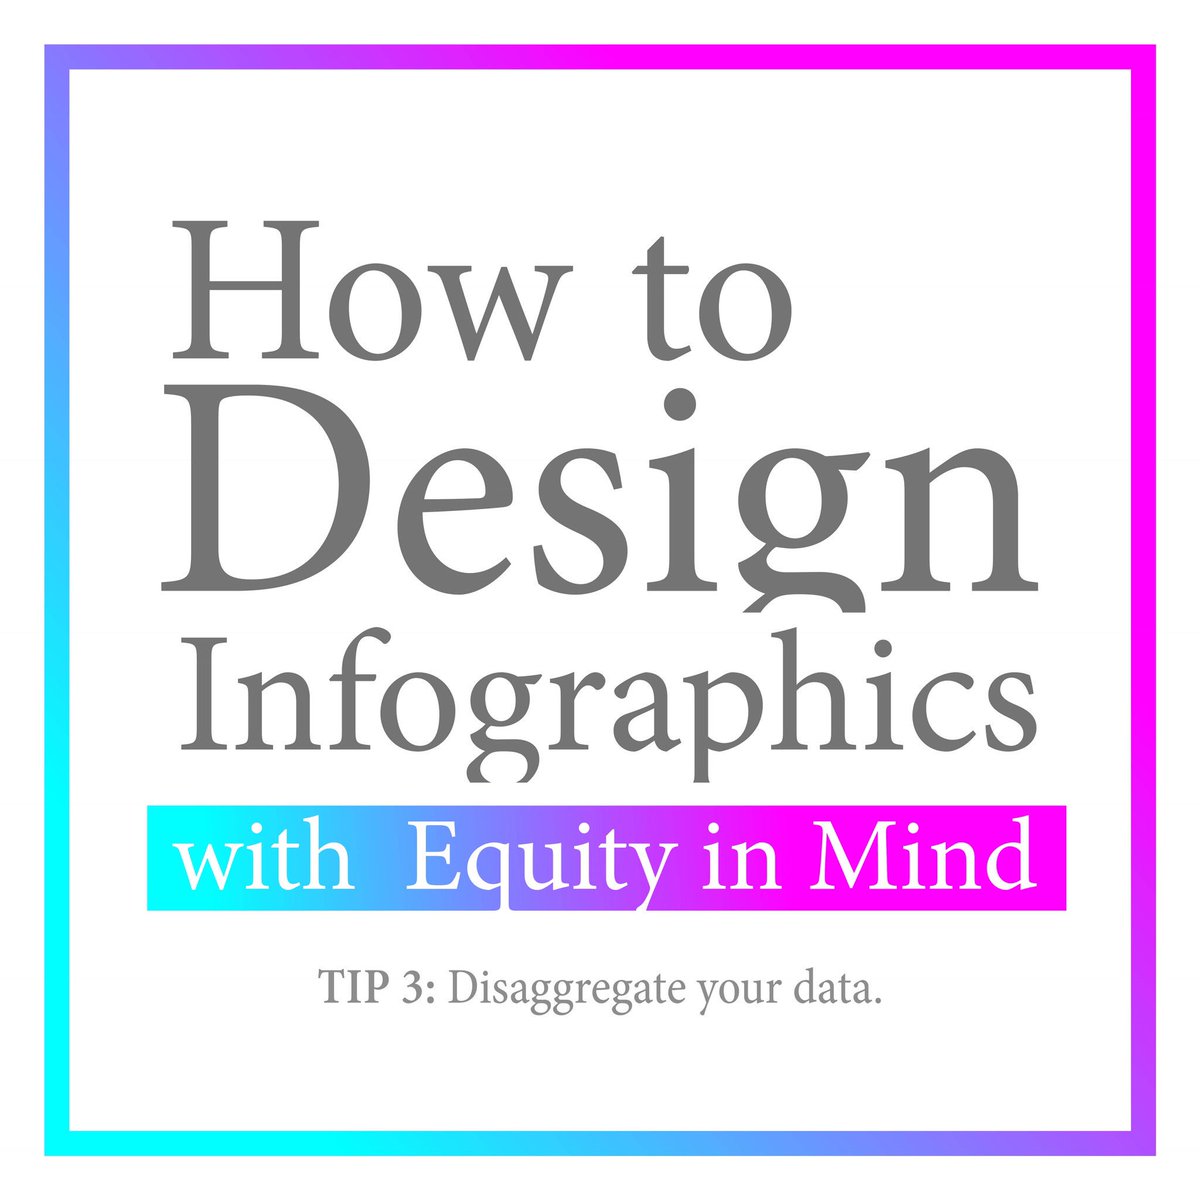 How to
Design
Infographics
with Equity in Mind
TIP 3: Disaggregate your data.